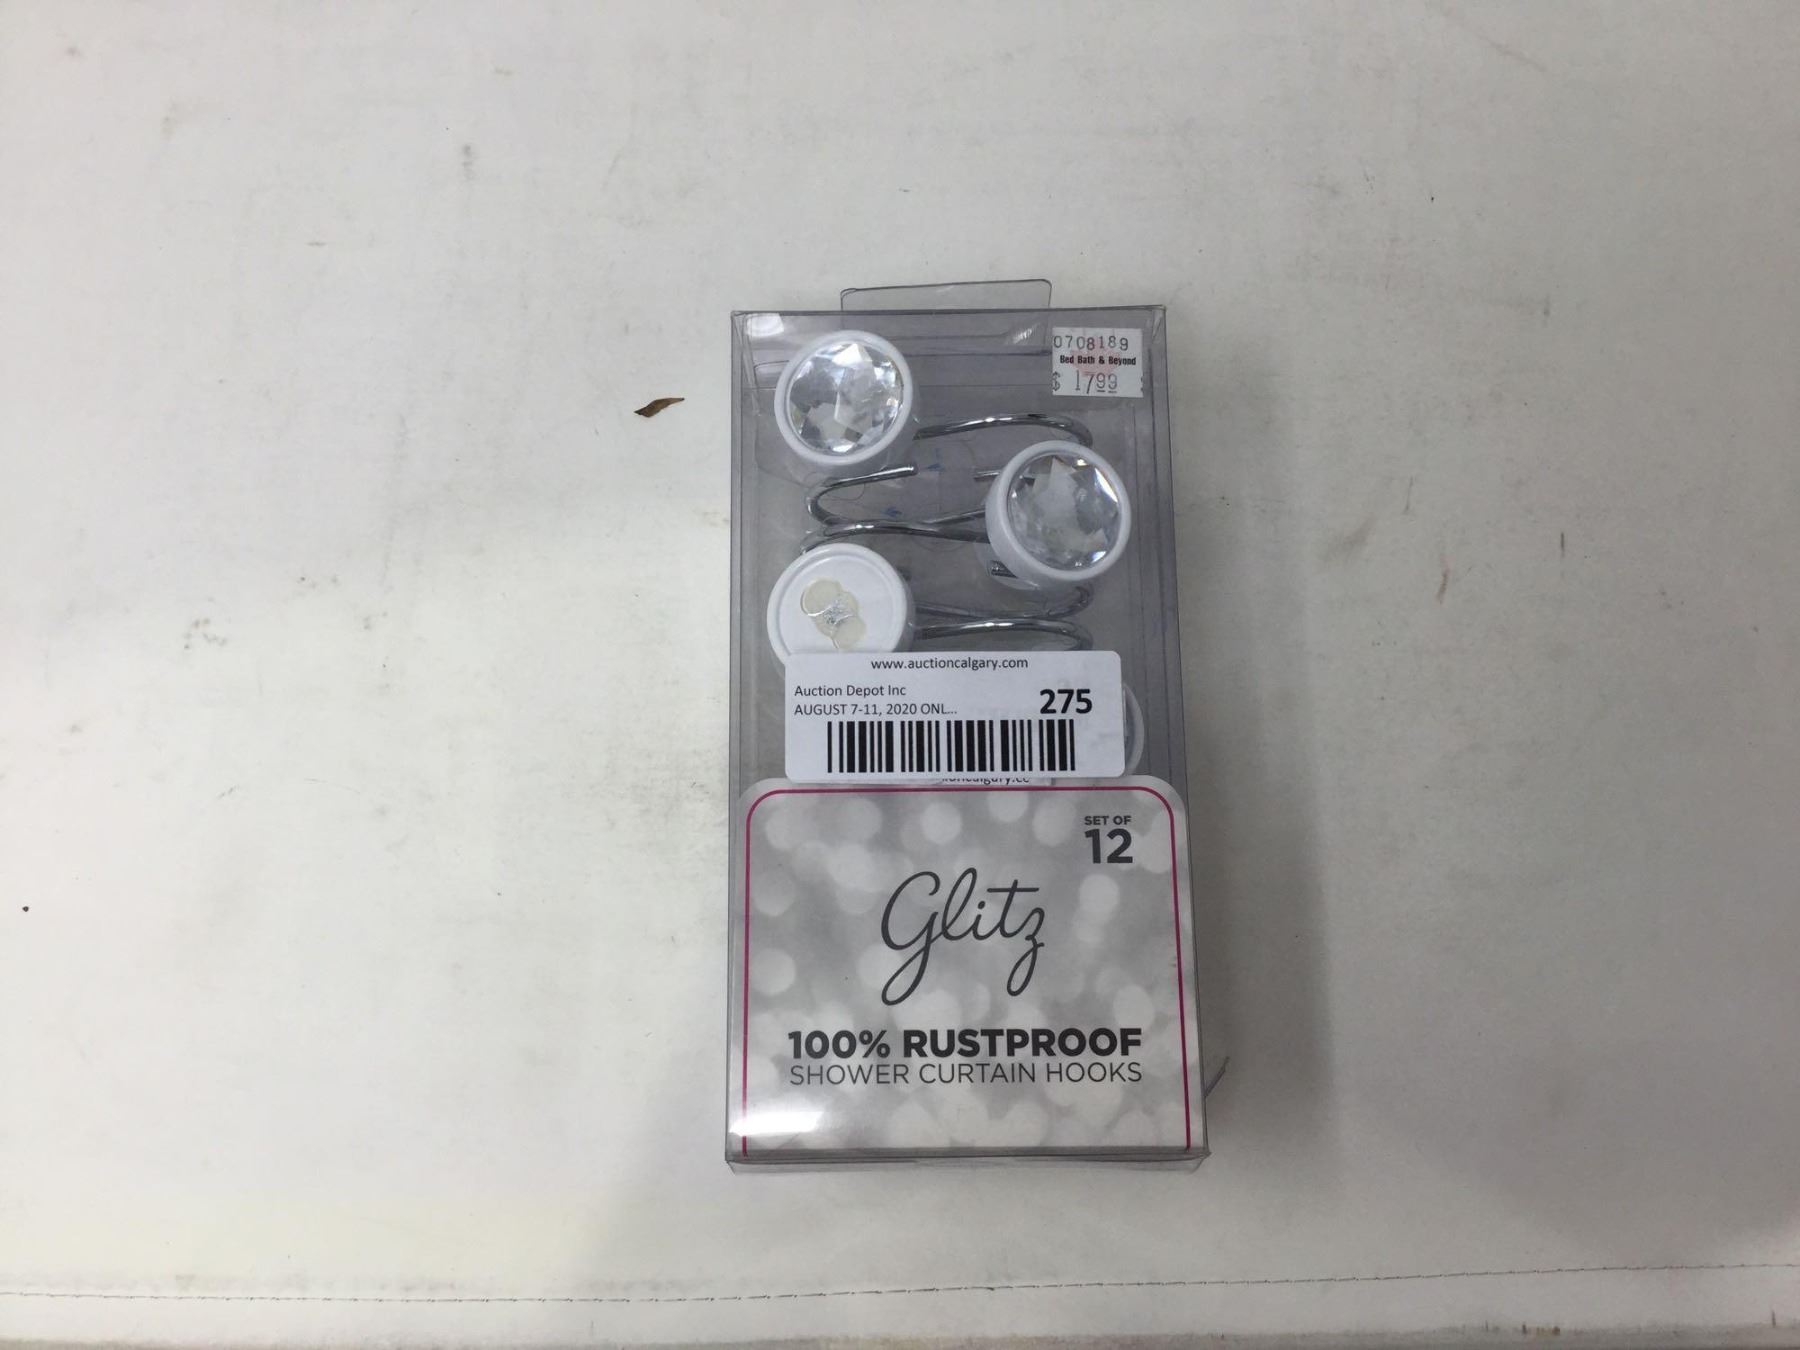 0708189
Bed Bath & Beyond
$ 17.99
www.auctioncalgary.com
Auction Depot Inc
AUGUST 7-11, 2020 ONL...
275
SET OF
12
Glitz
100% RUSTPROOF
SHOWER CURTAIN HOOKS